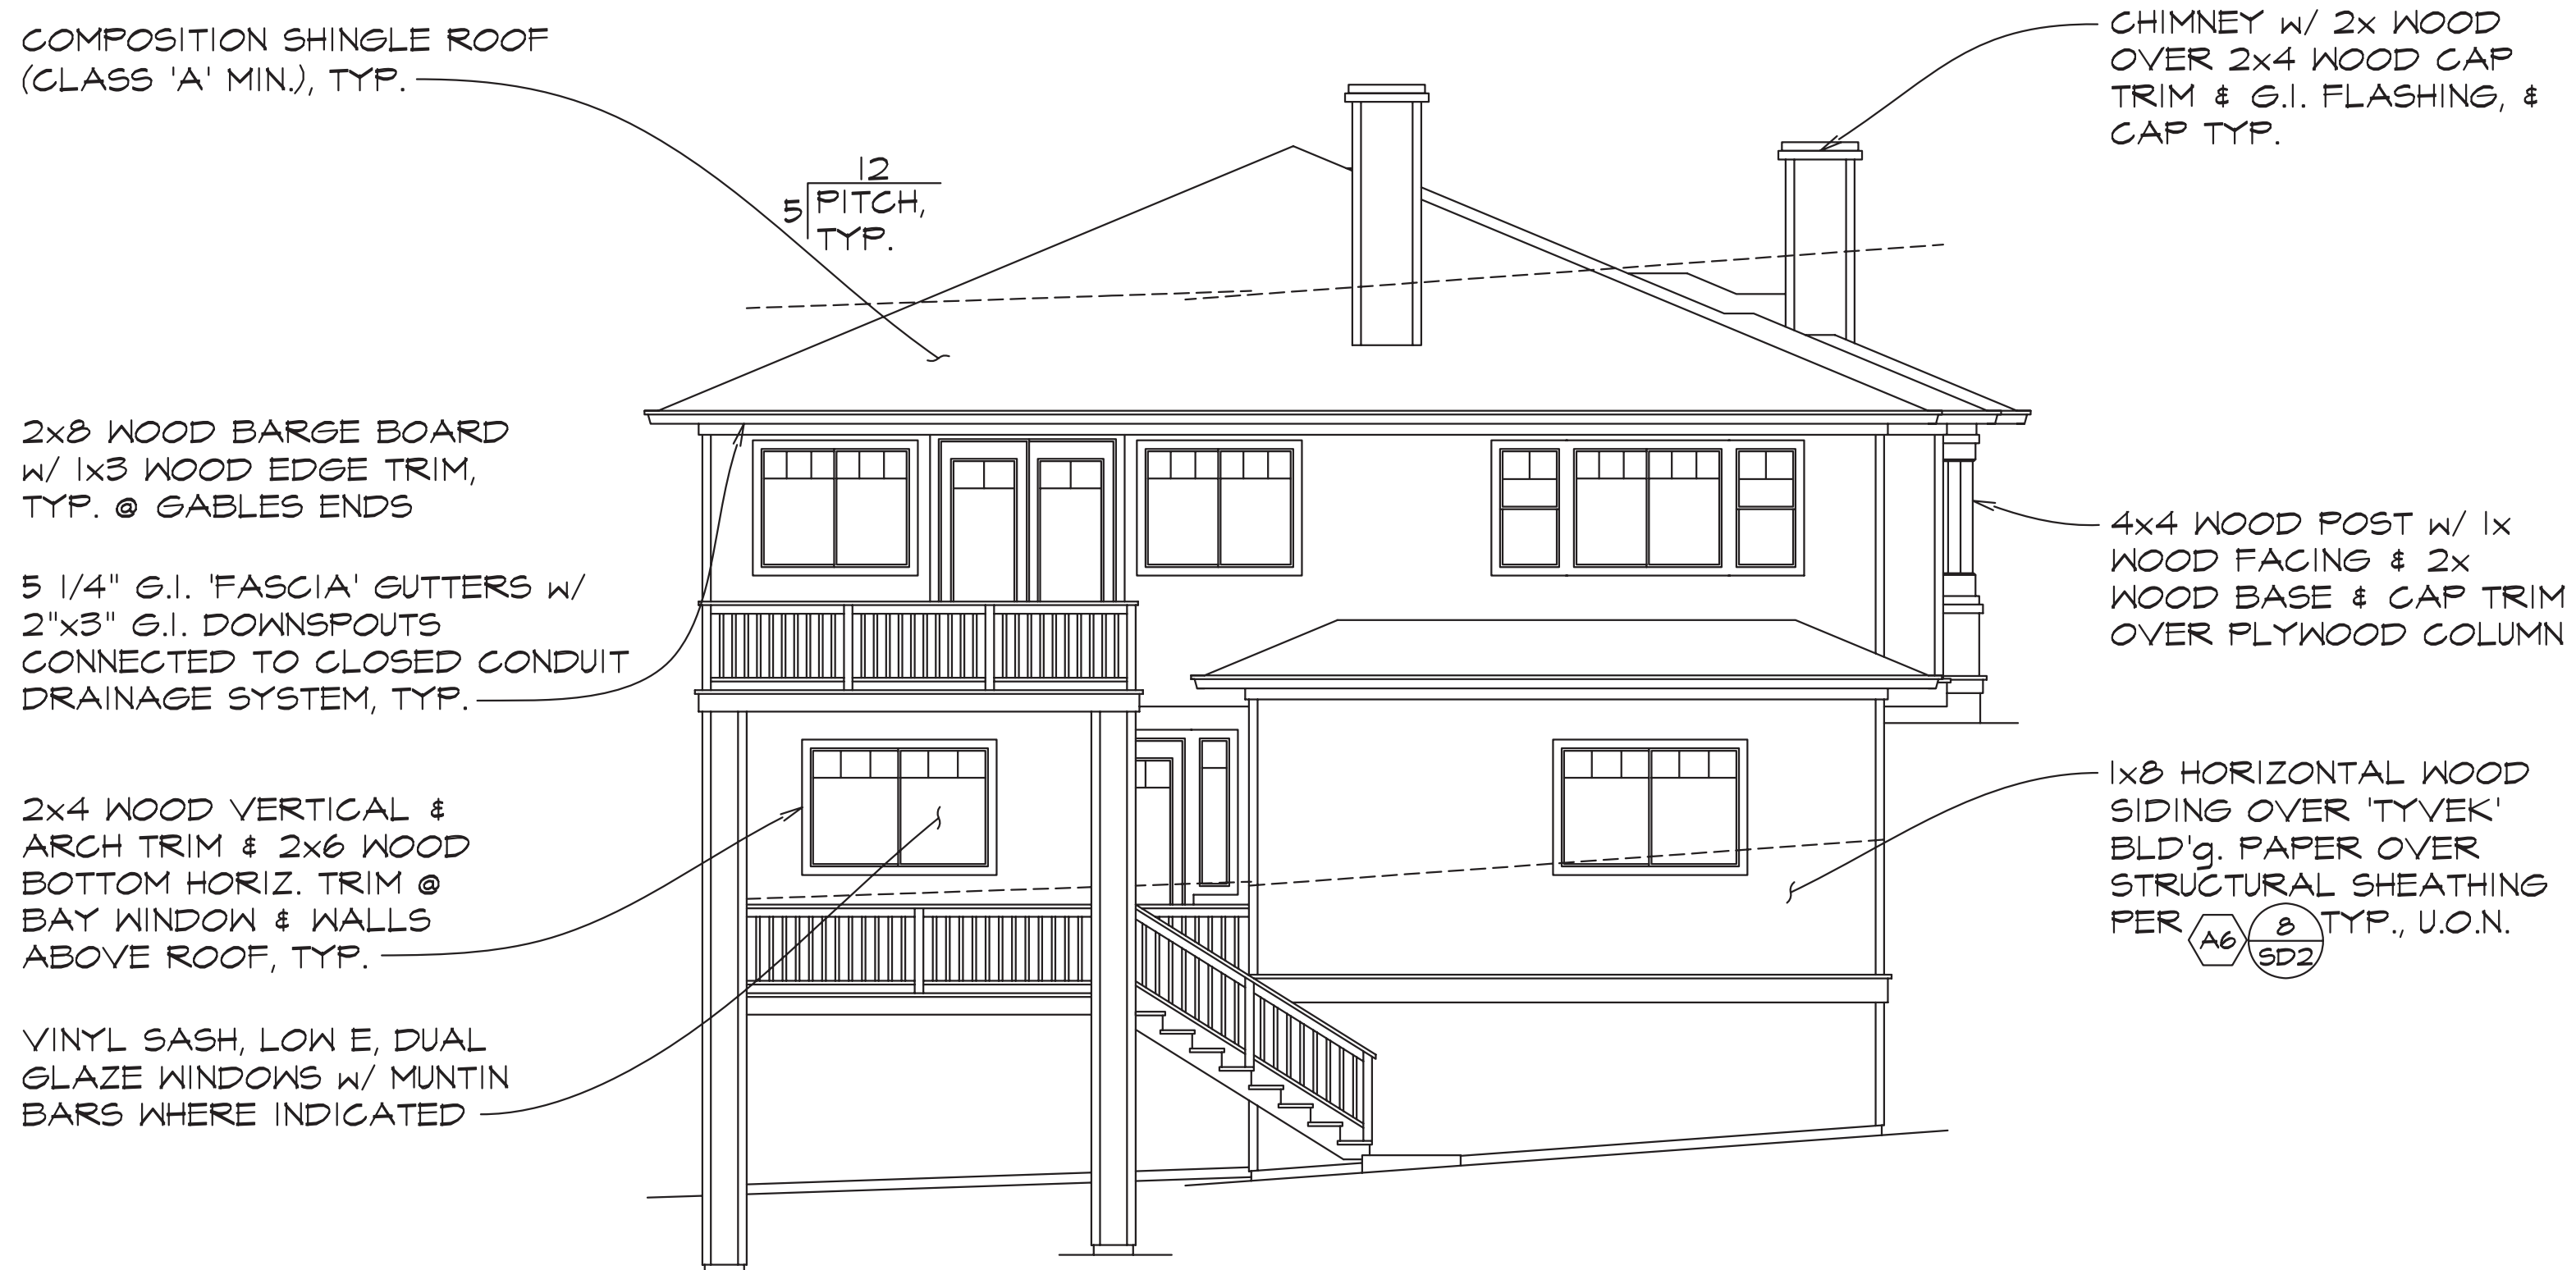 COMPOSITION SHINGLE ROOF
(CLASS 'A' MIN.), TYP.
12
5 PITCH,
TYP.
2x8 WOOD BARGE BOARD
w/ 1x3 WOOD EDGE TRIM,
TYP. @ GABLES ENDS
5 1/4" G.I. 'FASCIA' GUTTERS w/
2"x3" G.I. DOWNSPOUTS
CONNECTED TO CLOSED CONDUIT
DRAINAGE SYSTEM, TYP.
2x4 WOOD VERTICAL &
ARCH TRIM & 2x6 WOOD
BOTTOM HORIZ. TRIM @
BAY WINDOW & WALLS
ABOVE ROOF, TYP.
VINYL SASH, LOW E, DUAL
GLAZE WINDOWS w/ MUNTIN
BARS WHERE INDICATED
CHIMNEY w/ 2x WOOD
OVER 2x4 WOOD CAP
TRIM & G.I. FLASHING, &
CAP TYP.
4x4 WOOD POST w/ 1x
WOOD FACING & 2x
WOOD BASE & CAP TRIM
OVER PLYWOOD COLUMN
1x8 HORIZONTAL WOOD
SIDING OVER 'TYVEK'
BLD'g. PAPER OVER
STRUCTURAL SHEATHING
PER A6 8 SD2 TYP., U.O.N.